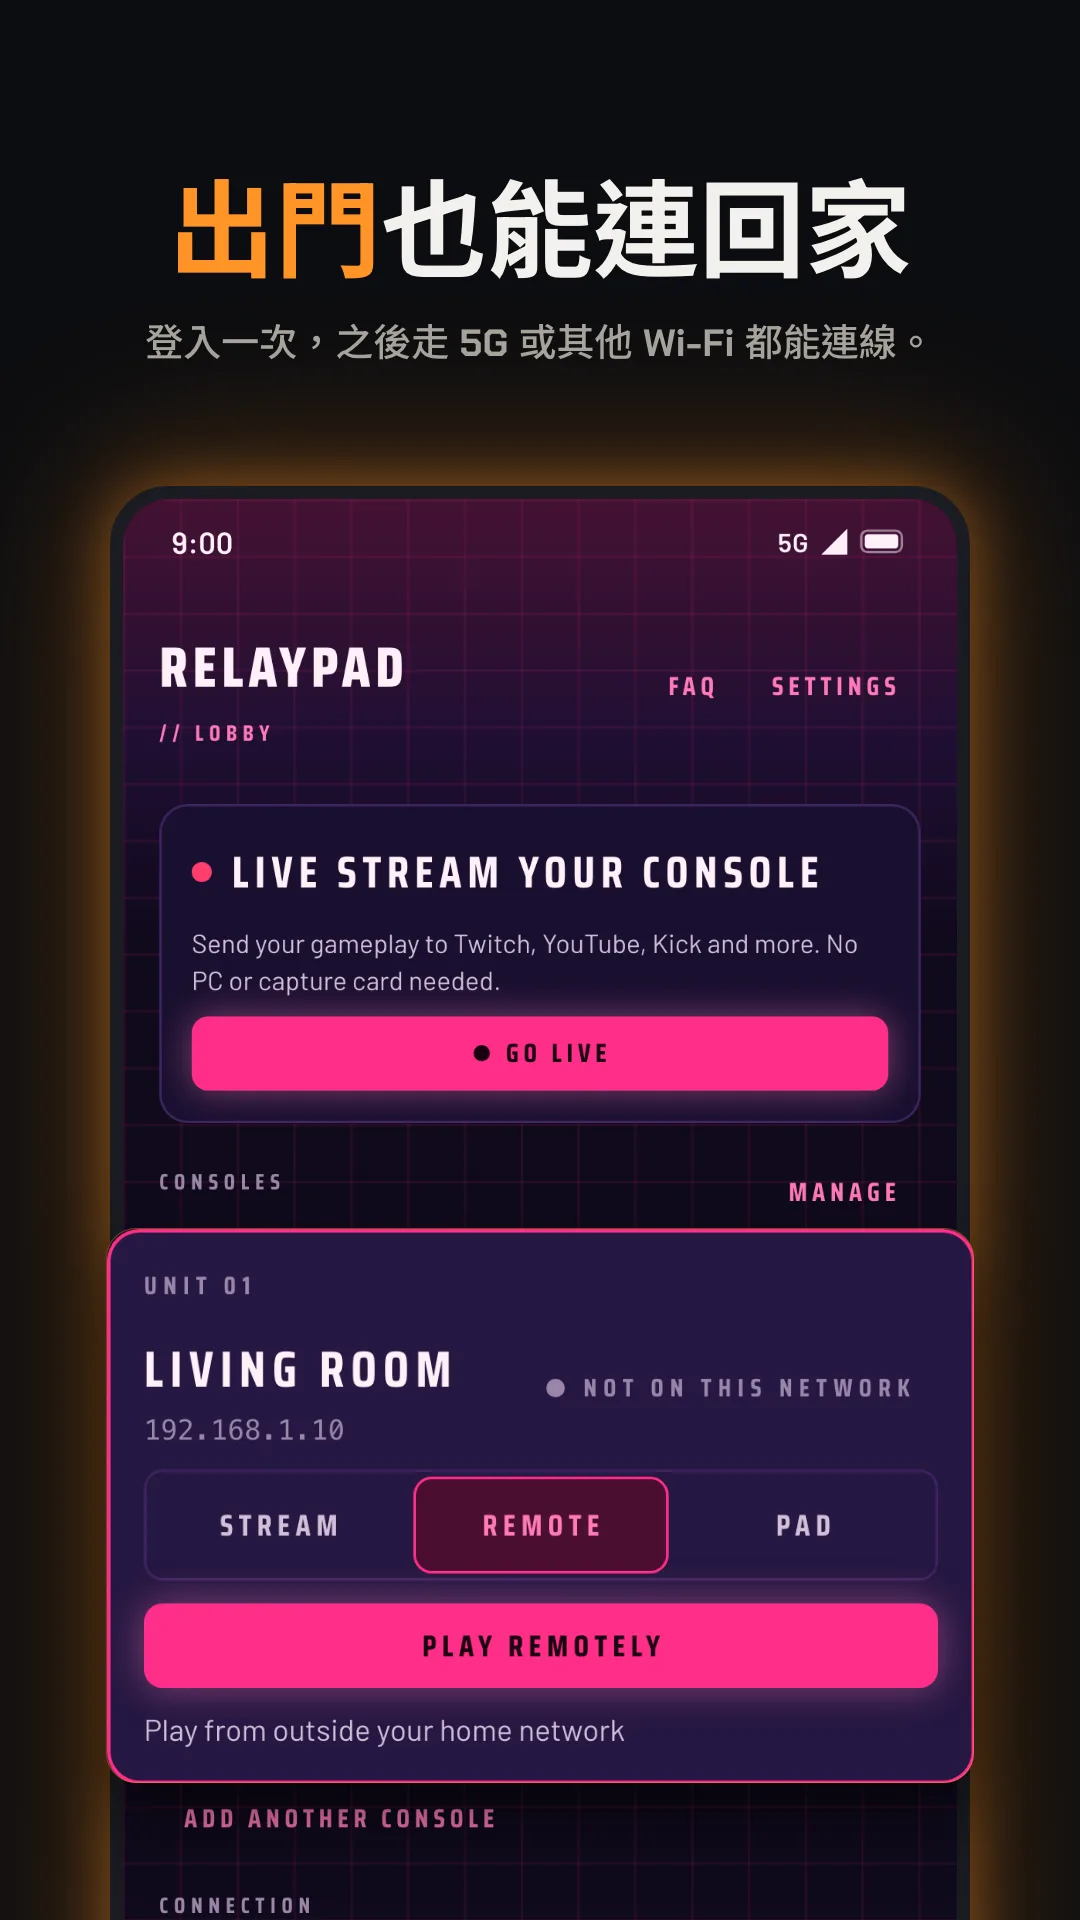 出門也能連回家
登入一次，之後走 5G 或其他 Wi-Fi 都能連線。
9:00
5G
RELAYPAD
FAQ
SETTINGS
// LOBBY
LIVE STREAM YOUR CONSOLE
Send your gameplay to Twitch, YouTube, Kick and more. No
PC or capture card needed.
GO LIVE
CONSOLES
MANAGE
UNIT 01
LIVING ROOM
NOT ON THIS NETWORK
192.168.1.10
STREAM
REMOTE
PAD
PLAY REMOTELY
Play from outside your home network
ADD ANOTHER CONSOLE
CONNECTION